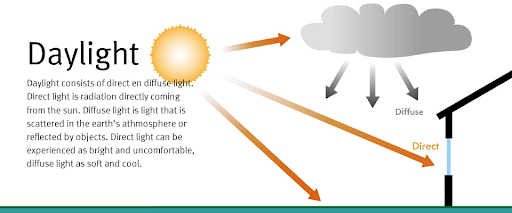 Daylight
Daylight consists of direct en diffuse light.
Direct light is radiation directly coming
from the sun. Diffuse light is light that is
scattered in the earth's athmosphere or
reflected by objects. Direct light can be
experienced as bright and uncomfortable,
diffuse light as soft and cool.
Diffuse
Direct